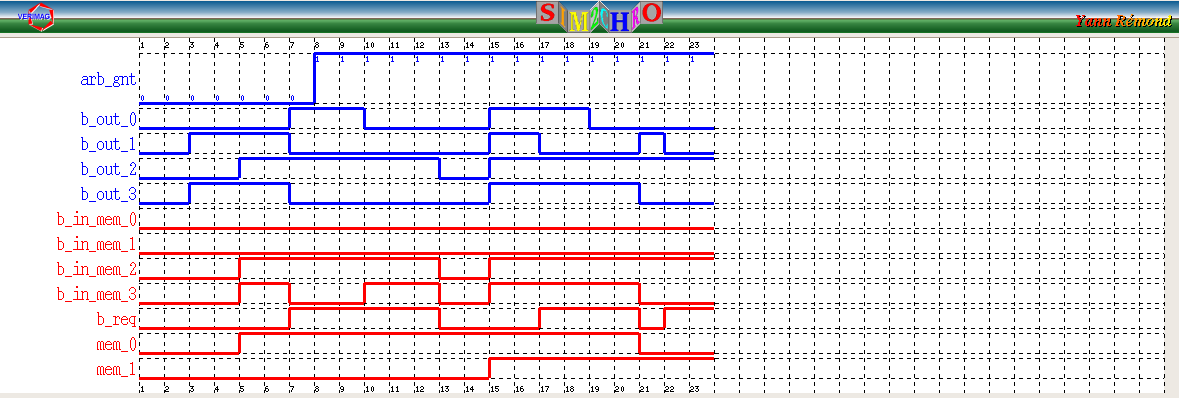 VERIMAG
SIM2CHRO
Yann Rémond
1 2 3 4 5 6 7 8 9 10 11 12 13 14 15 16 17 18 19 20 21 22 23
1 1 1 1 1 1 1 1 1 1 1 1 1 1 1 1
arb_gnt
0 0 0 0 0 0 0
b_out_0
b_out_1
b_out_2
b_out_3
b_in_mem_0
b_in_mem_1
b_in_mem_2
b_in_mem_3
b_req
mem_0
mem_1
1 2 3 4 5 6 7 8 9 10 11 12 13 14 15 16 17 18 19 20 21 22 23